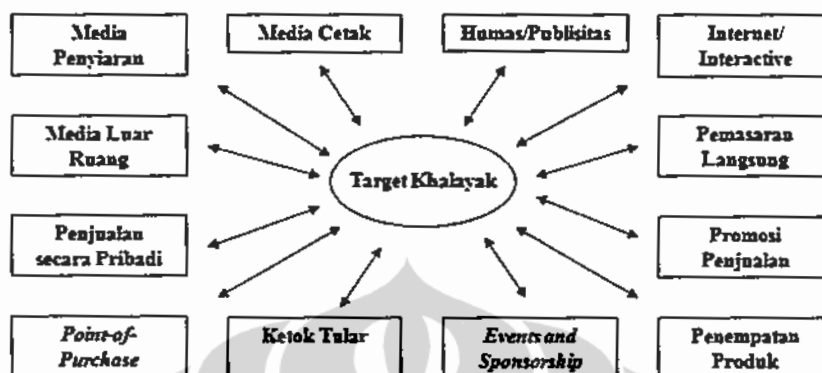 Media
Penyiaran
Media Cetak
Humas/Publisitas
Internet/
Interactive
Media Luar
Ruang
Target Khalayak
Pemasaran
Langsung
Penjualan
secara Pribadi
Promosi
Penjualan
Point-of-
Purchase
Ketok Tular
Events and
Sponsorship
Penempatan
Produk